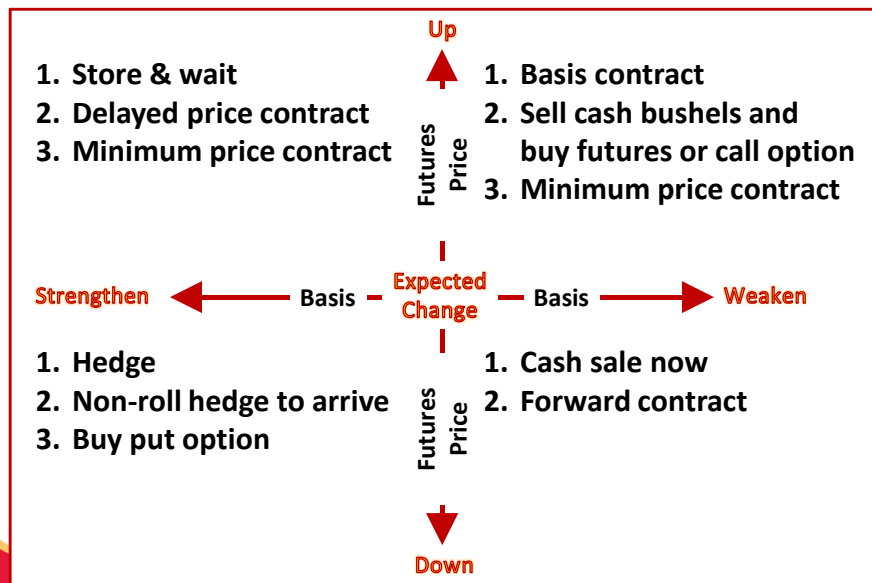 Up
1. Store & wait
2. Delayed price contract
3. Minimum price contract
Futures
Price
1. Basis contract
2. Sell cash bushels and
buy futures or call option
3. Minimum price contract
Strengthen
Basis
Expected
Change
Basis
Weaken
1. Hedge
2. Non-roll hedge to arrive
3. Buy put option
Futures
Price
1. Cash sale now
2. Forward contract
Down